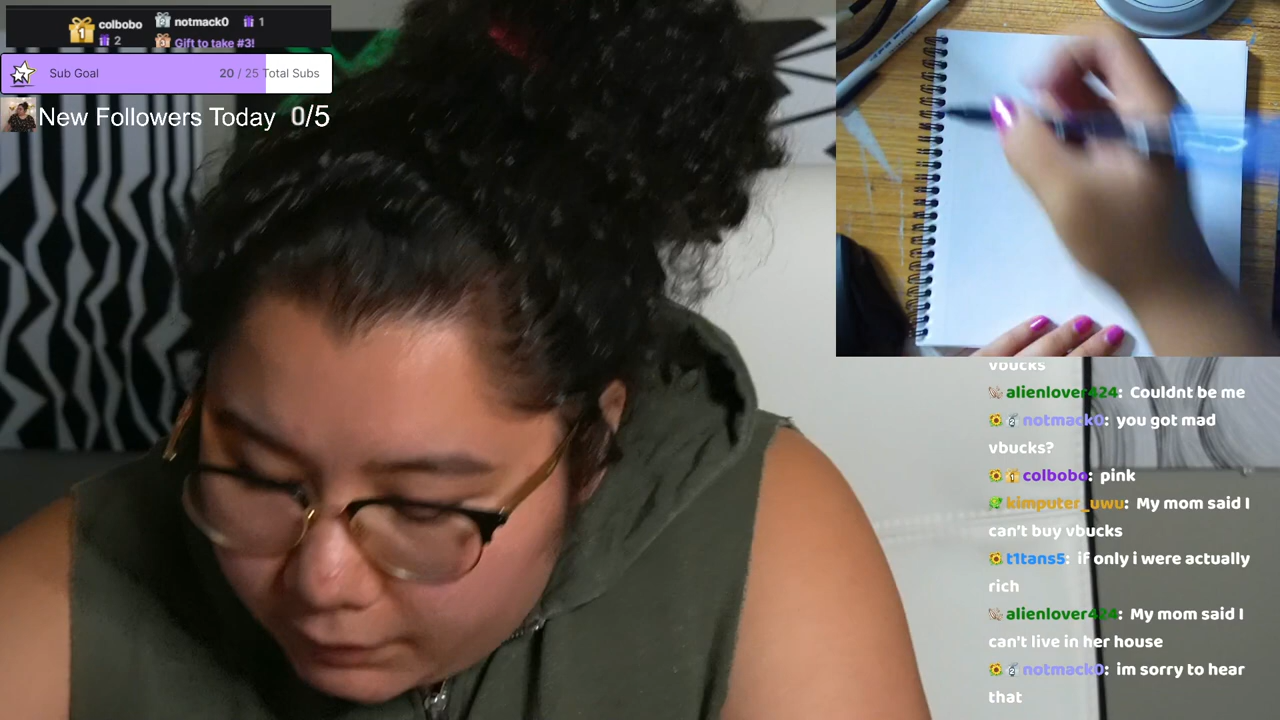 colbobo
2
notmack0 1
Gift to take #3!
Sub Goal 20 / 25 Total Subs
New Followers Today 0/5
vbucks
alienlover424: Couldnt be me
notmack0: you got mad
vbucks?
colbobo: pink
kimputer_uwu: My mom said I
can't buy vbucks
t1tans5: if only i were actually
rich
alienlover424: My mom said I
can't live in her house
notmack0: im sorry to hear
that